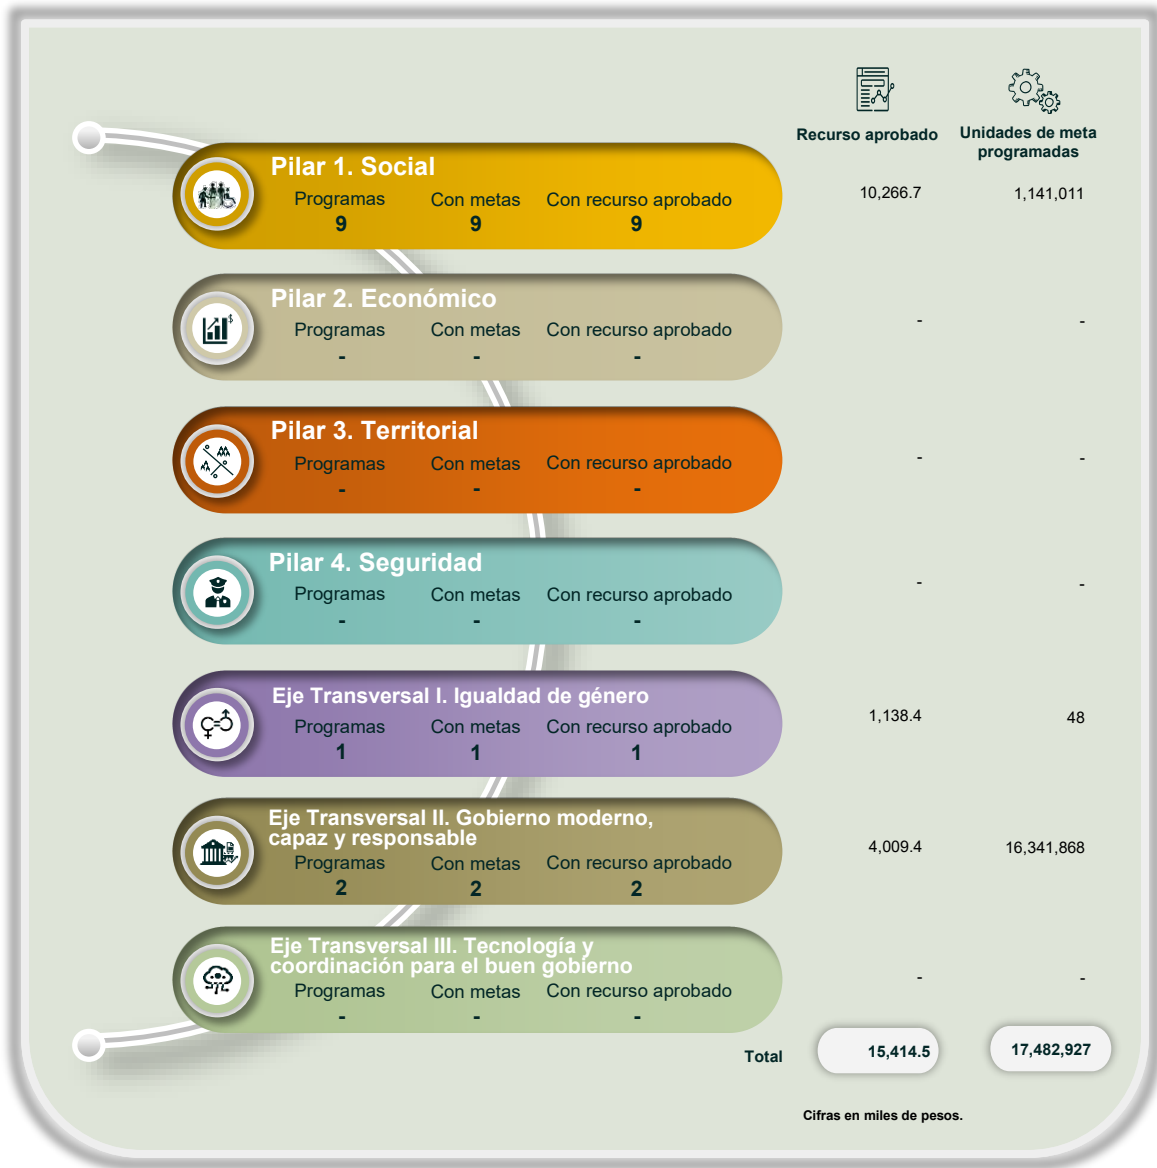 Recurso aprobado
Unidades de meta
programadas
Pilar 1. Social
Programas Con metas Con recurso aprobado
9 9 9
10,266.7 1,141,011
Pilar 2. Económico
Programas Con metas Con recurso aprobado
- - -
- -
Pilar 3. Territorial
Programas Con metas Con recurso aprobado
- - -
- -
Pilar 4. Seguridad
Programas Con metas Con recurso aprobado
- - -
- -
Eje Transversal I. Igualdad de género
Programas Con metas Con recurso aprobado
1 1 1
1,138.4 48
Eje Transversal II. Gobierno moderno,
capaz y responsable
Programas Con metas Con recurso aprobado
2 2 2
4,009.4 16,341,868
Eje Transversal III. Tecnología y
coordinación para el buen gobierno
Programas Con metas Con recurso aprobado
- - -
- -
Total 15,414.5 17,482,927
Cifras en miles de pesos.